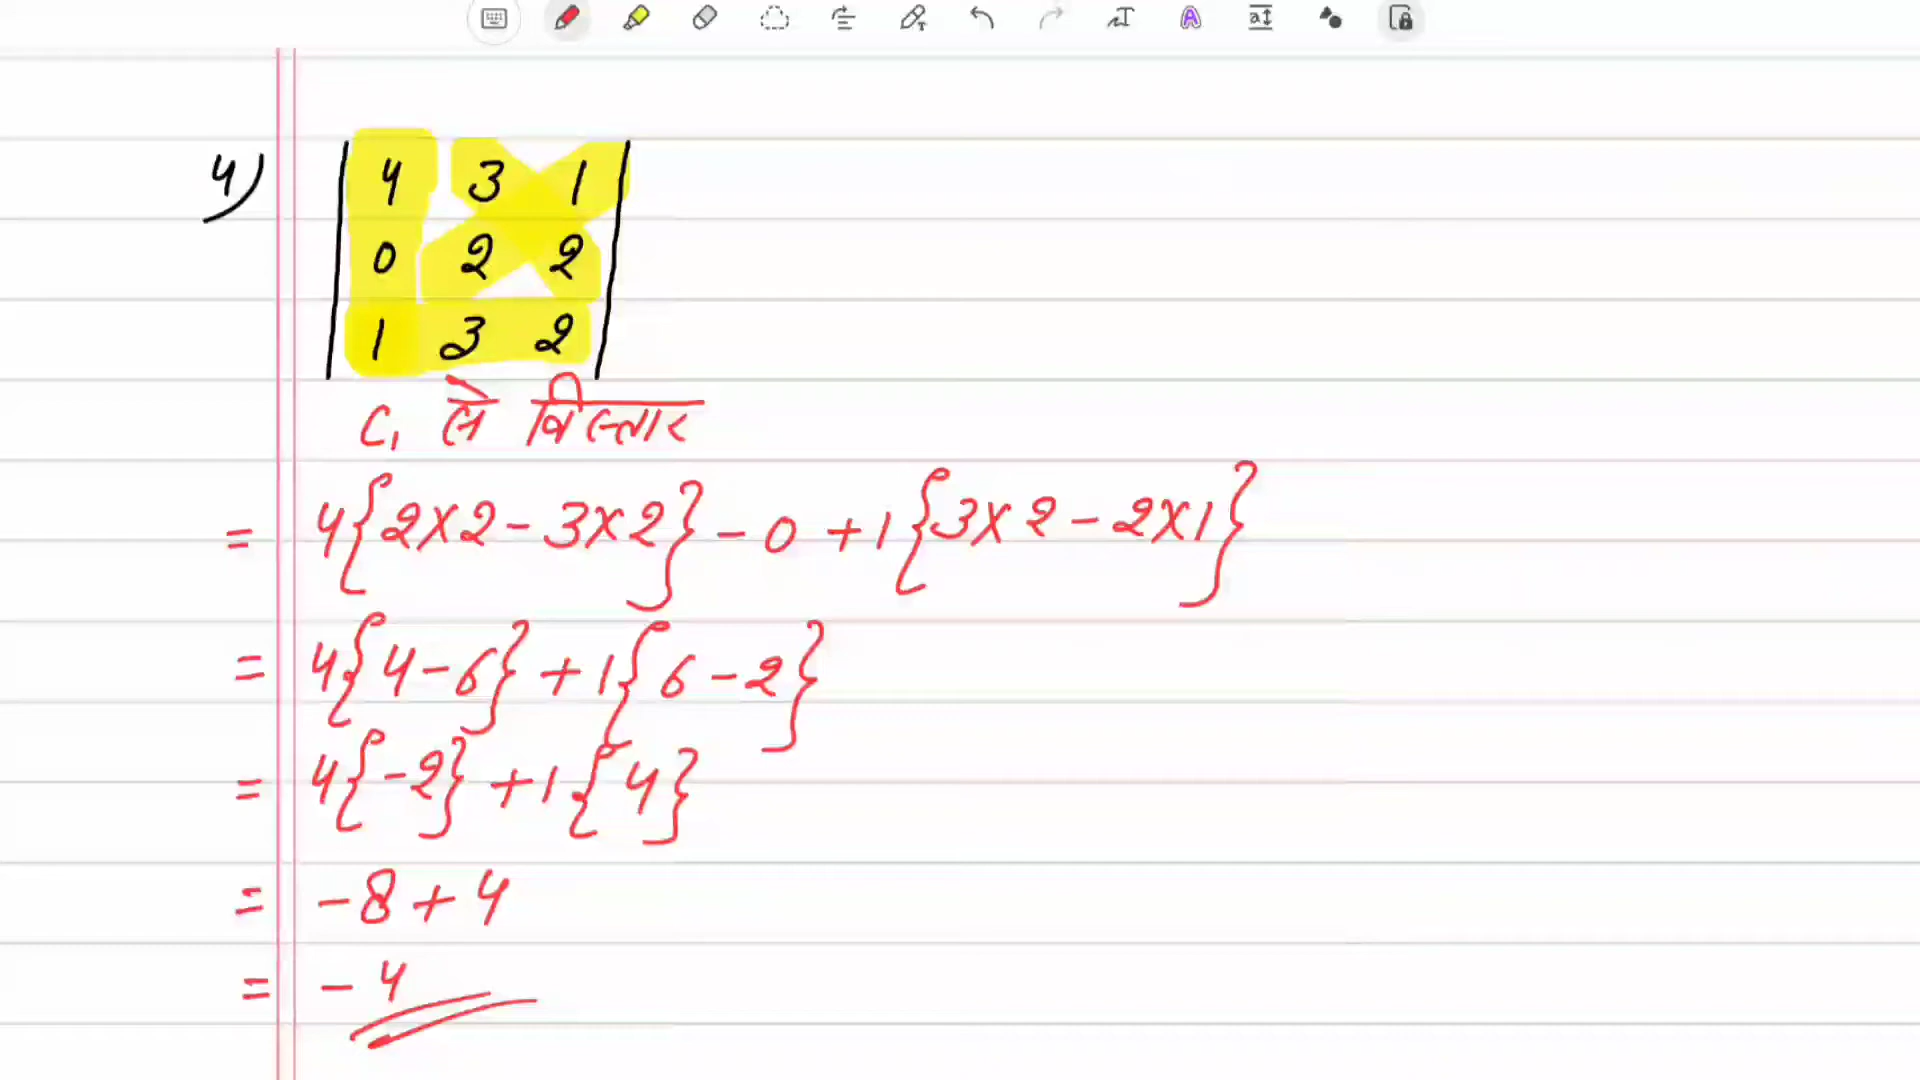 4) | 4 3 1 |
| 0 2 2 |
| 1 3 2 |
C₁ से विस्तार
= 4{2×2-3×2} - 0 + 1{3×2-2×1}
= 4{4-6} + 1{6-2}
= 4{-2} + 1{4}
= -8+4
= -4